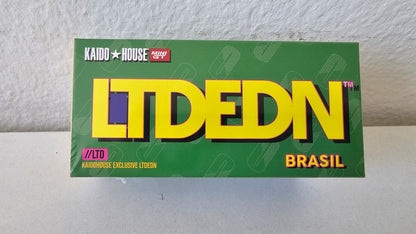 KAIDO★HOUSE MINI GT
LTDEDN™
//LTD
KAIDOHOUSE EXCLUSIVE LTDEDN
BRASIL